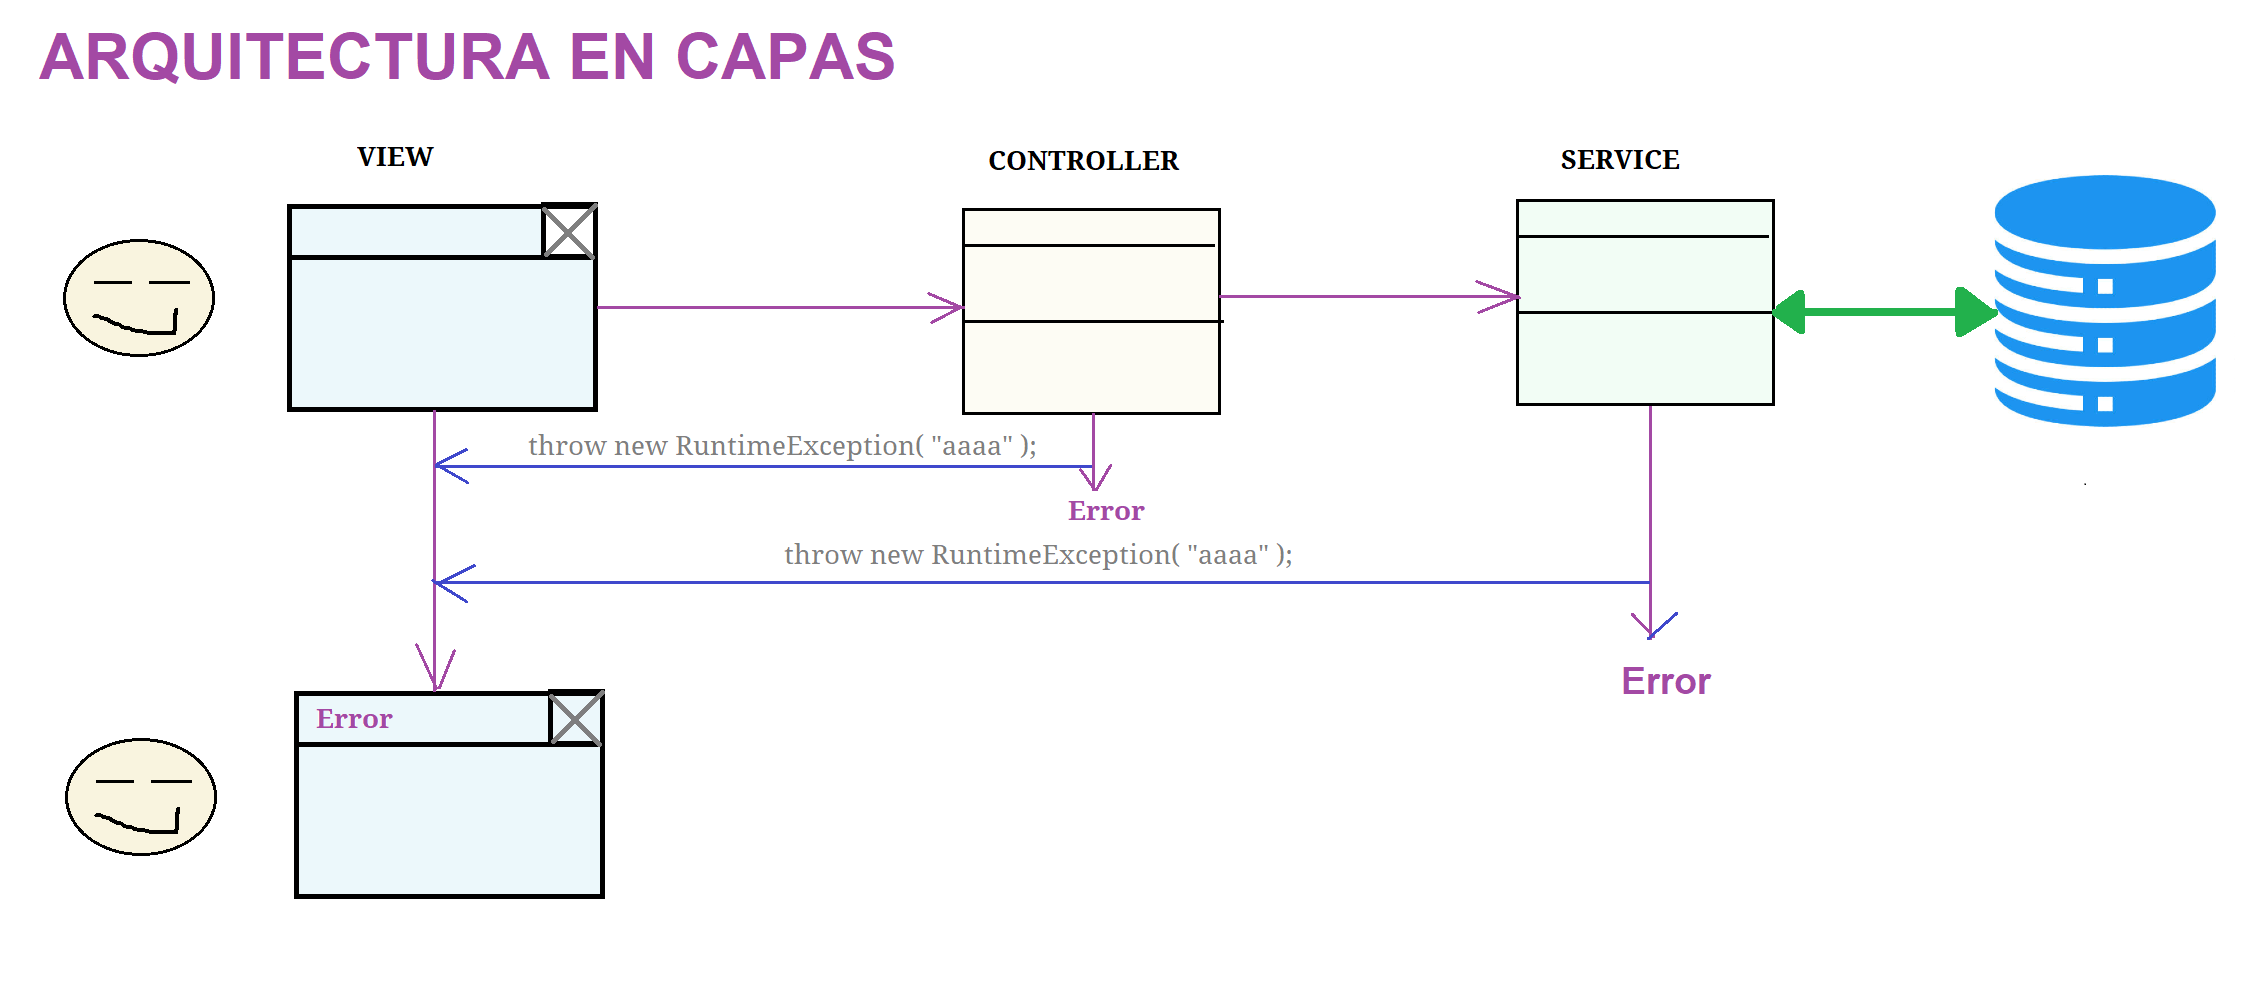 ARQUITECTURA EN CAPAS
VIEW
CONTROLLER
SERVICE
throw new RuntimeException( "aaaa" );
Error
throw new RuntimeException( "aaaa" );
Error
Error